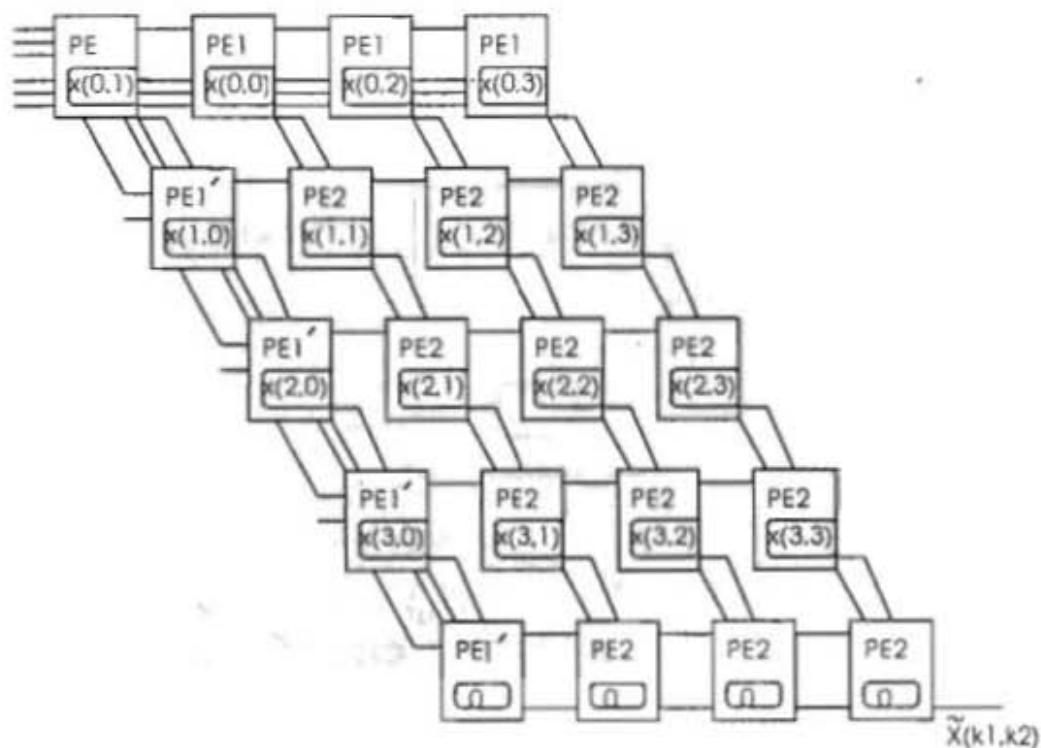 PE PE1 PE1 PE1
x(0,1) x(0,0) x(0,2) x(0,3)
PE1′ PE2 PE2 PE2
x(1,0) x(1,1) x(1,2) x(1,3)
PE1′ PE2 PE2 PE2
x(2,0) x(2,1) x(2,2) x(2,3)
PE1′ PE2 PE2 PE2
x(3,0) x(3,1) x(3,2) x(3,3)
PE1′ PE2 PE2 PE2
0 0 0 0
X̃(k1,k2)